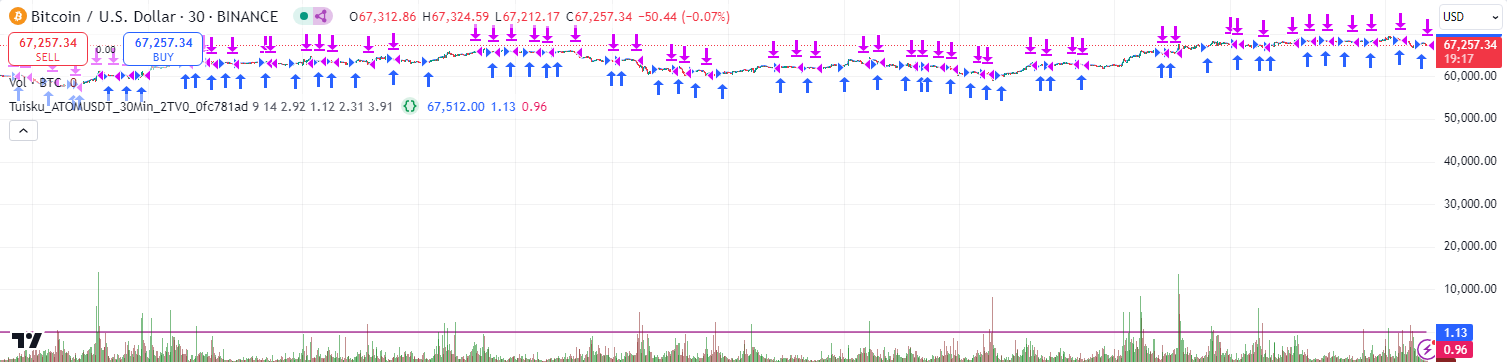 Bitcoin / U.S. Dollar · 30 · BINANCE O67,312.86 H67,324.59 L67,212.17 C67,257.34 −50.44 (−0.07%)
USD
67,257.34
SELL
0.00
67,257.34
BUY
67,257.34
19:17
Vol · BTC 0
60,000.00
Tuisku_ATOMUSDT_30Min_2TV0_0fc781ad 9 14 2.92 1.12 2.31 3.91 67,512.00 1.13 0.96
50,000.00
40,000.00
30,000.00
20,000.00
10,000.00
1.13
0.96